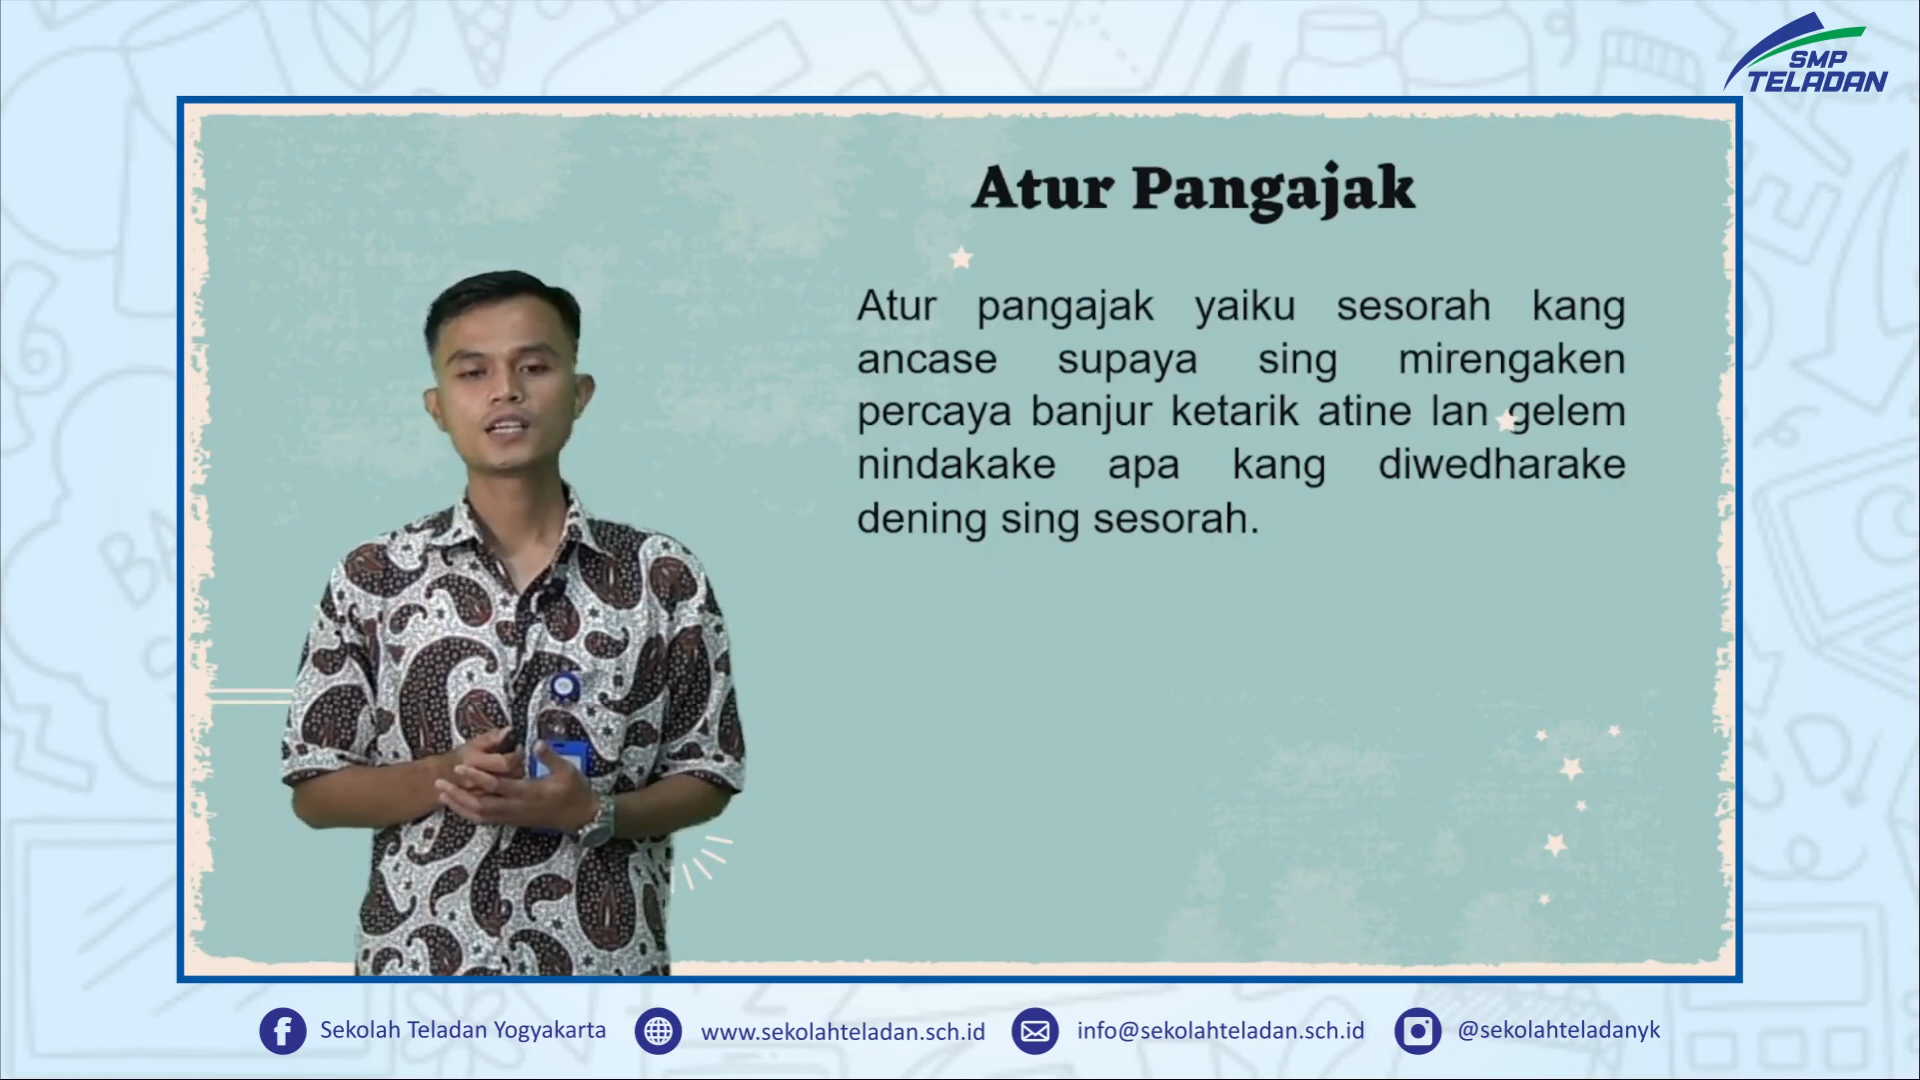 SMP
TELADAN
Atur Pangajak
Atur pangajak yaiku sesorah kang
ancase supaya sing mirengaken
percaya banjur ketarik atine lan gelem
nindakake apa kang diwedharake
dening sing sesorah.
Sekolah Teladan Yogyakarta
www.sekolahteladan.sch.id
info@sekolahteladan.sch.id
@sekolahteladanyk